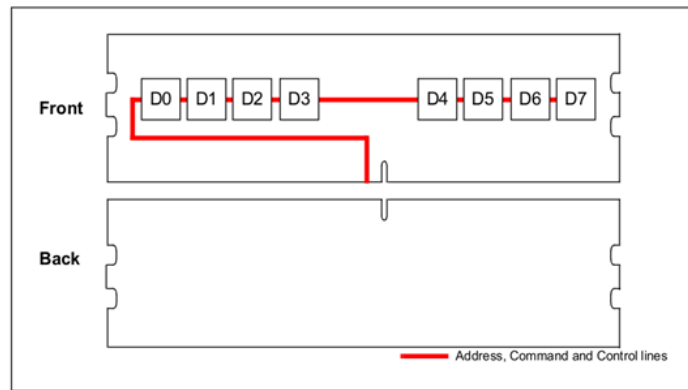 Front
D0 D1 D2 D3 D4 D5 D6 D7
Back
Address, Command and Control lines